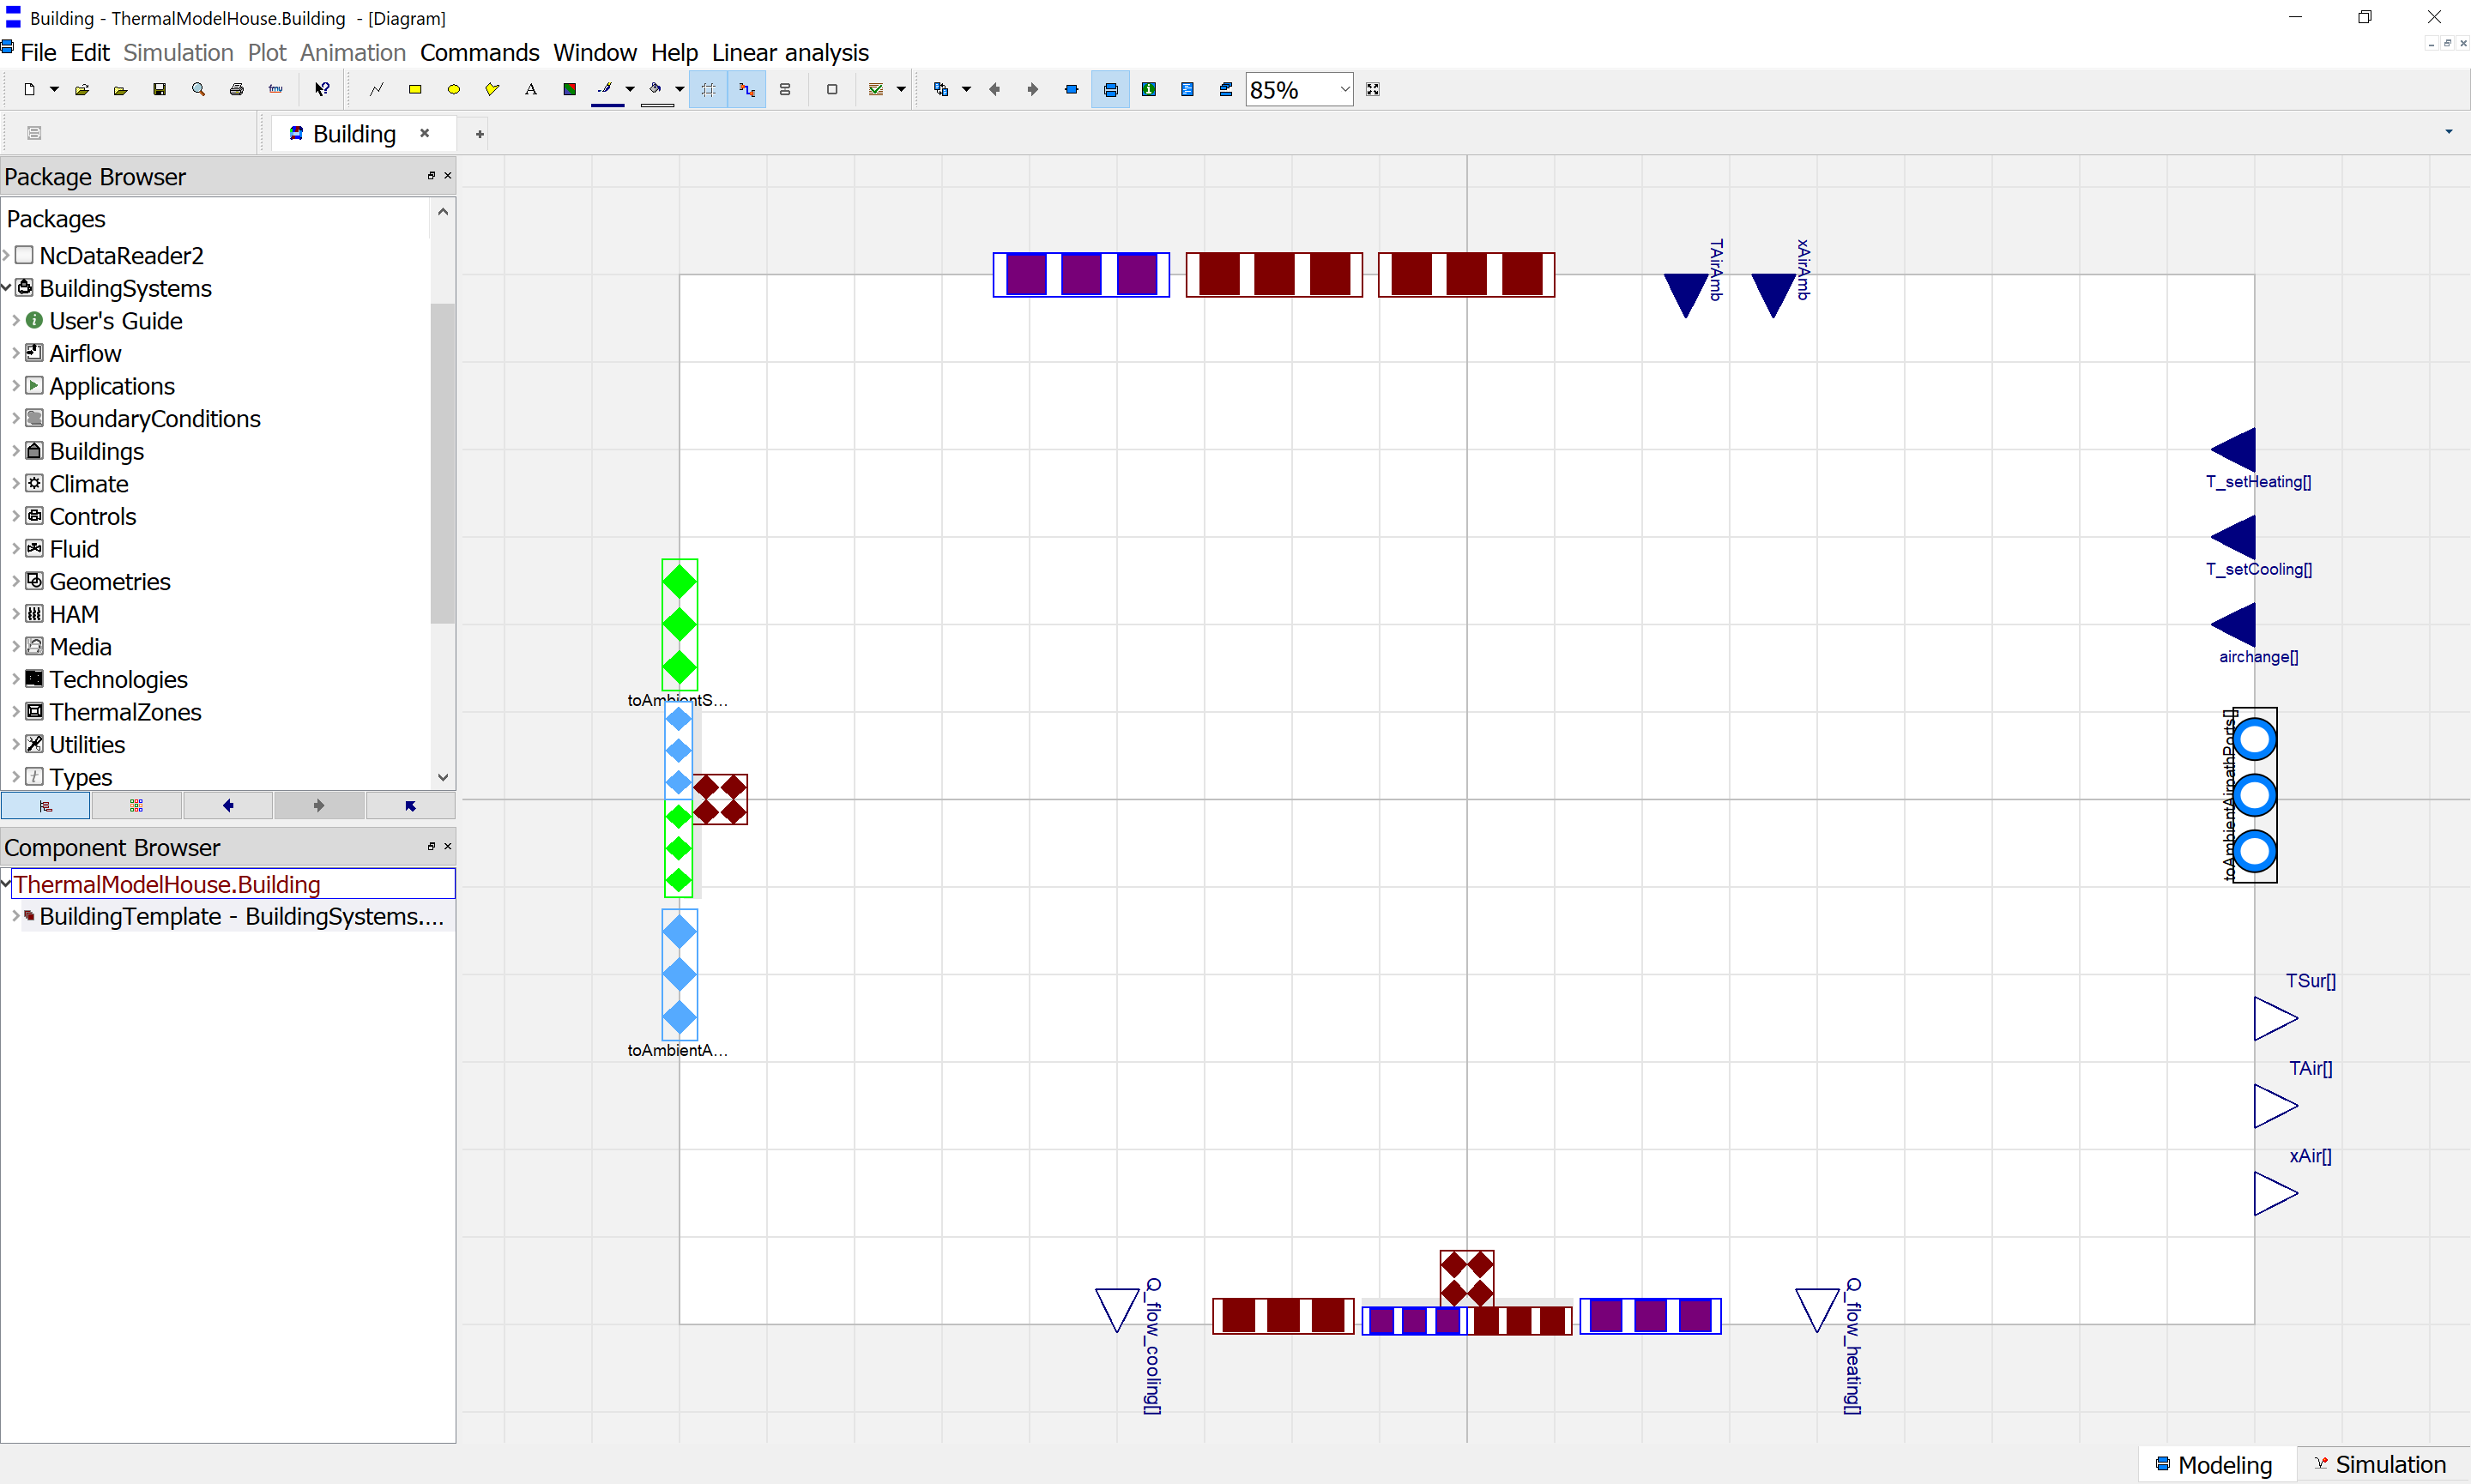 Building - ThermalModelHouse.Building - [Diagram]
File Edit Simulation Plot Animation Commands Window Help Linear analysis
fmu
A
85%
Building
Package Browser
Packages
NcDataReader2
BuildingSystems
User's Guide
Airflow
Applications
BoundaryConditions
Buildings
Climate
Controls
Fluid
Geometries
HAM
Media
Technologies
ThermalZones
Utilities
Types
Component Browser
ThermalModelHouse.Building
BuildingTemplate - BuildingSystems....
TAirAmb
xAirAmb
T_setHeating[]
T_setCooling[]
airchange[]
toAmbientS...
toAmbientAirpathPorts[]
toAmbientA...
TSur[]
TAir[]
xAir[]
Q_flow_cooling[]
Q_flow_heating[]
Modeling
Simulation